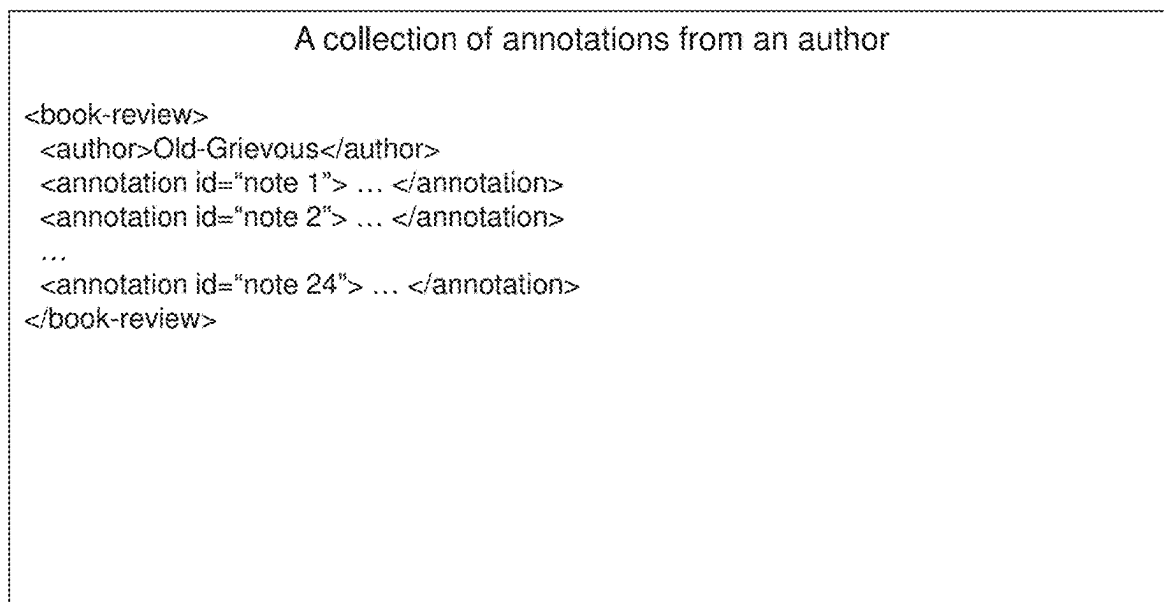 A collection of annotations from an author
<book-review>
<author>Old-Grievous</author>
<annotation id=“note 1”> … </annotation>
<annotation id=“note 2”> … </annotation>
…
<annotation id=“note 24”> … </annotation>
</book-review>